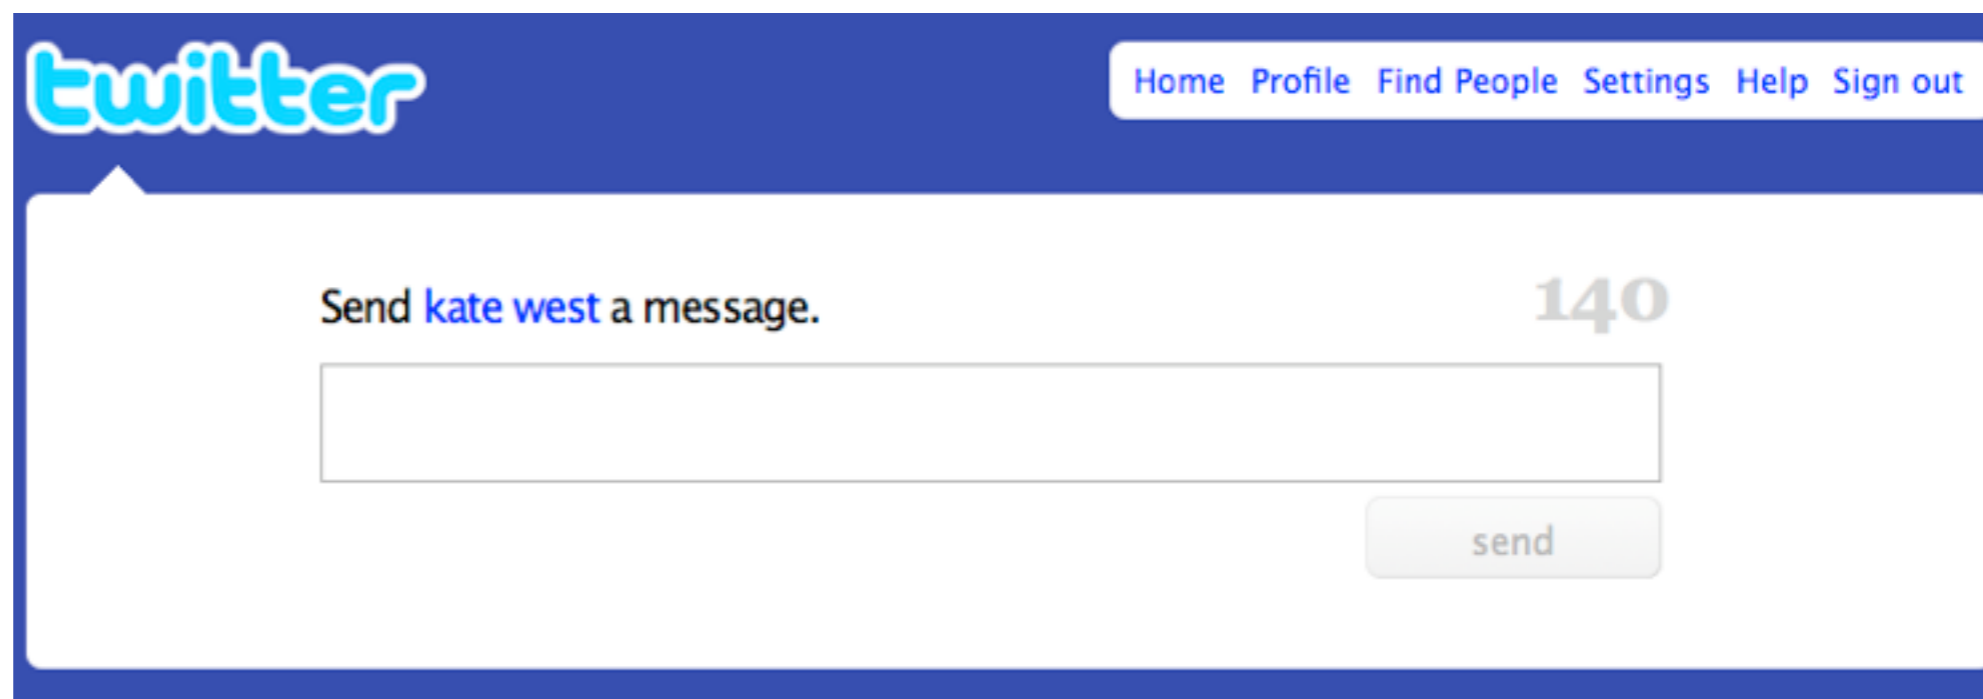 twitter
Home Profile Find People Settings Help Sign out
Send kate west a message.
140
send